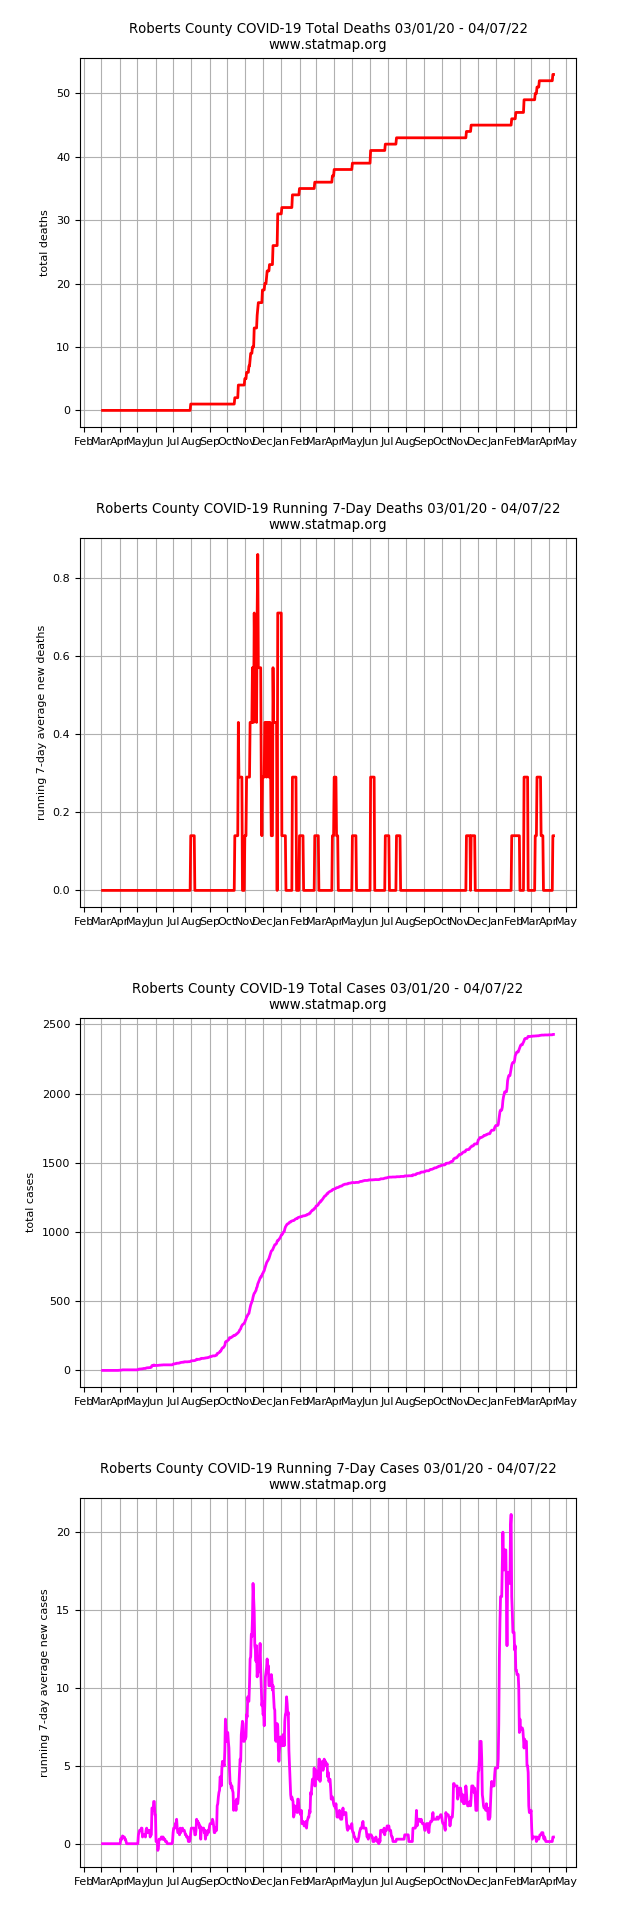 Roberts County COVID-19 Total Deaths 03/01/20 - 04/07/22
www.statmap.org
50
40
30
20
10
0
total deaths
Feb Mar Apr May Jun Jul Aug Sep Oct Nov Dec Jan Feb Mar Apr May Jun Jul Aug Sep Oct Nov Dec Jan Feb Mar Apr May
Roberts County COVID-19 Running 7-Day Deaths 03/01/20 - 04/07/22
www.statmap.org
0.8
0.6
0.4
0.2
0.0
running 7-day average new deaths
Feb Mar Apr May Jun Jul Aug Sep Oct Nov Dec Jan Feb Mar Apr May Jun Jul Aug Sep Oct Nov Dec Jan Feb Mar Apr May
Roberts County COVID-19 Total Cases 03/01/20 - 04/07/22
www.statmap.org
2500
2000
1500
1000
500
0
total cases
Feb Mar Apr May Jun Jul Aug Sep Oct Nov Dec Jan Feb Mar Apr May Jun Jul Aug Sep Oct Nov Dec Jan Feb Mar Apr May
Roberts County COVID-19 Running 7-Day Cases 03/01/20 - 04/07/22
www.statmap.org
20
15
10
5
0
running 7-day average new cases
Feb Mar Apr May Jun Jul Aug Sep Oct Nov Dec Jan Feb Mar Apr May Jun Jul Aug Sep Oct Nov Dec Jan Feb Mar Apr May